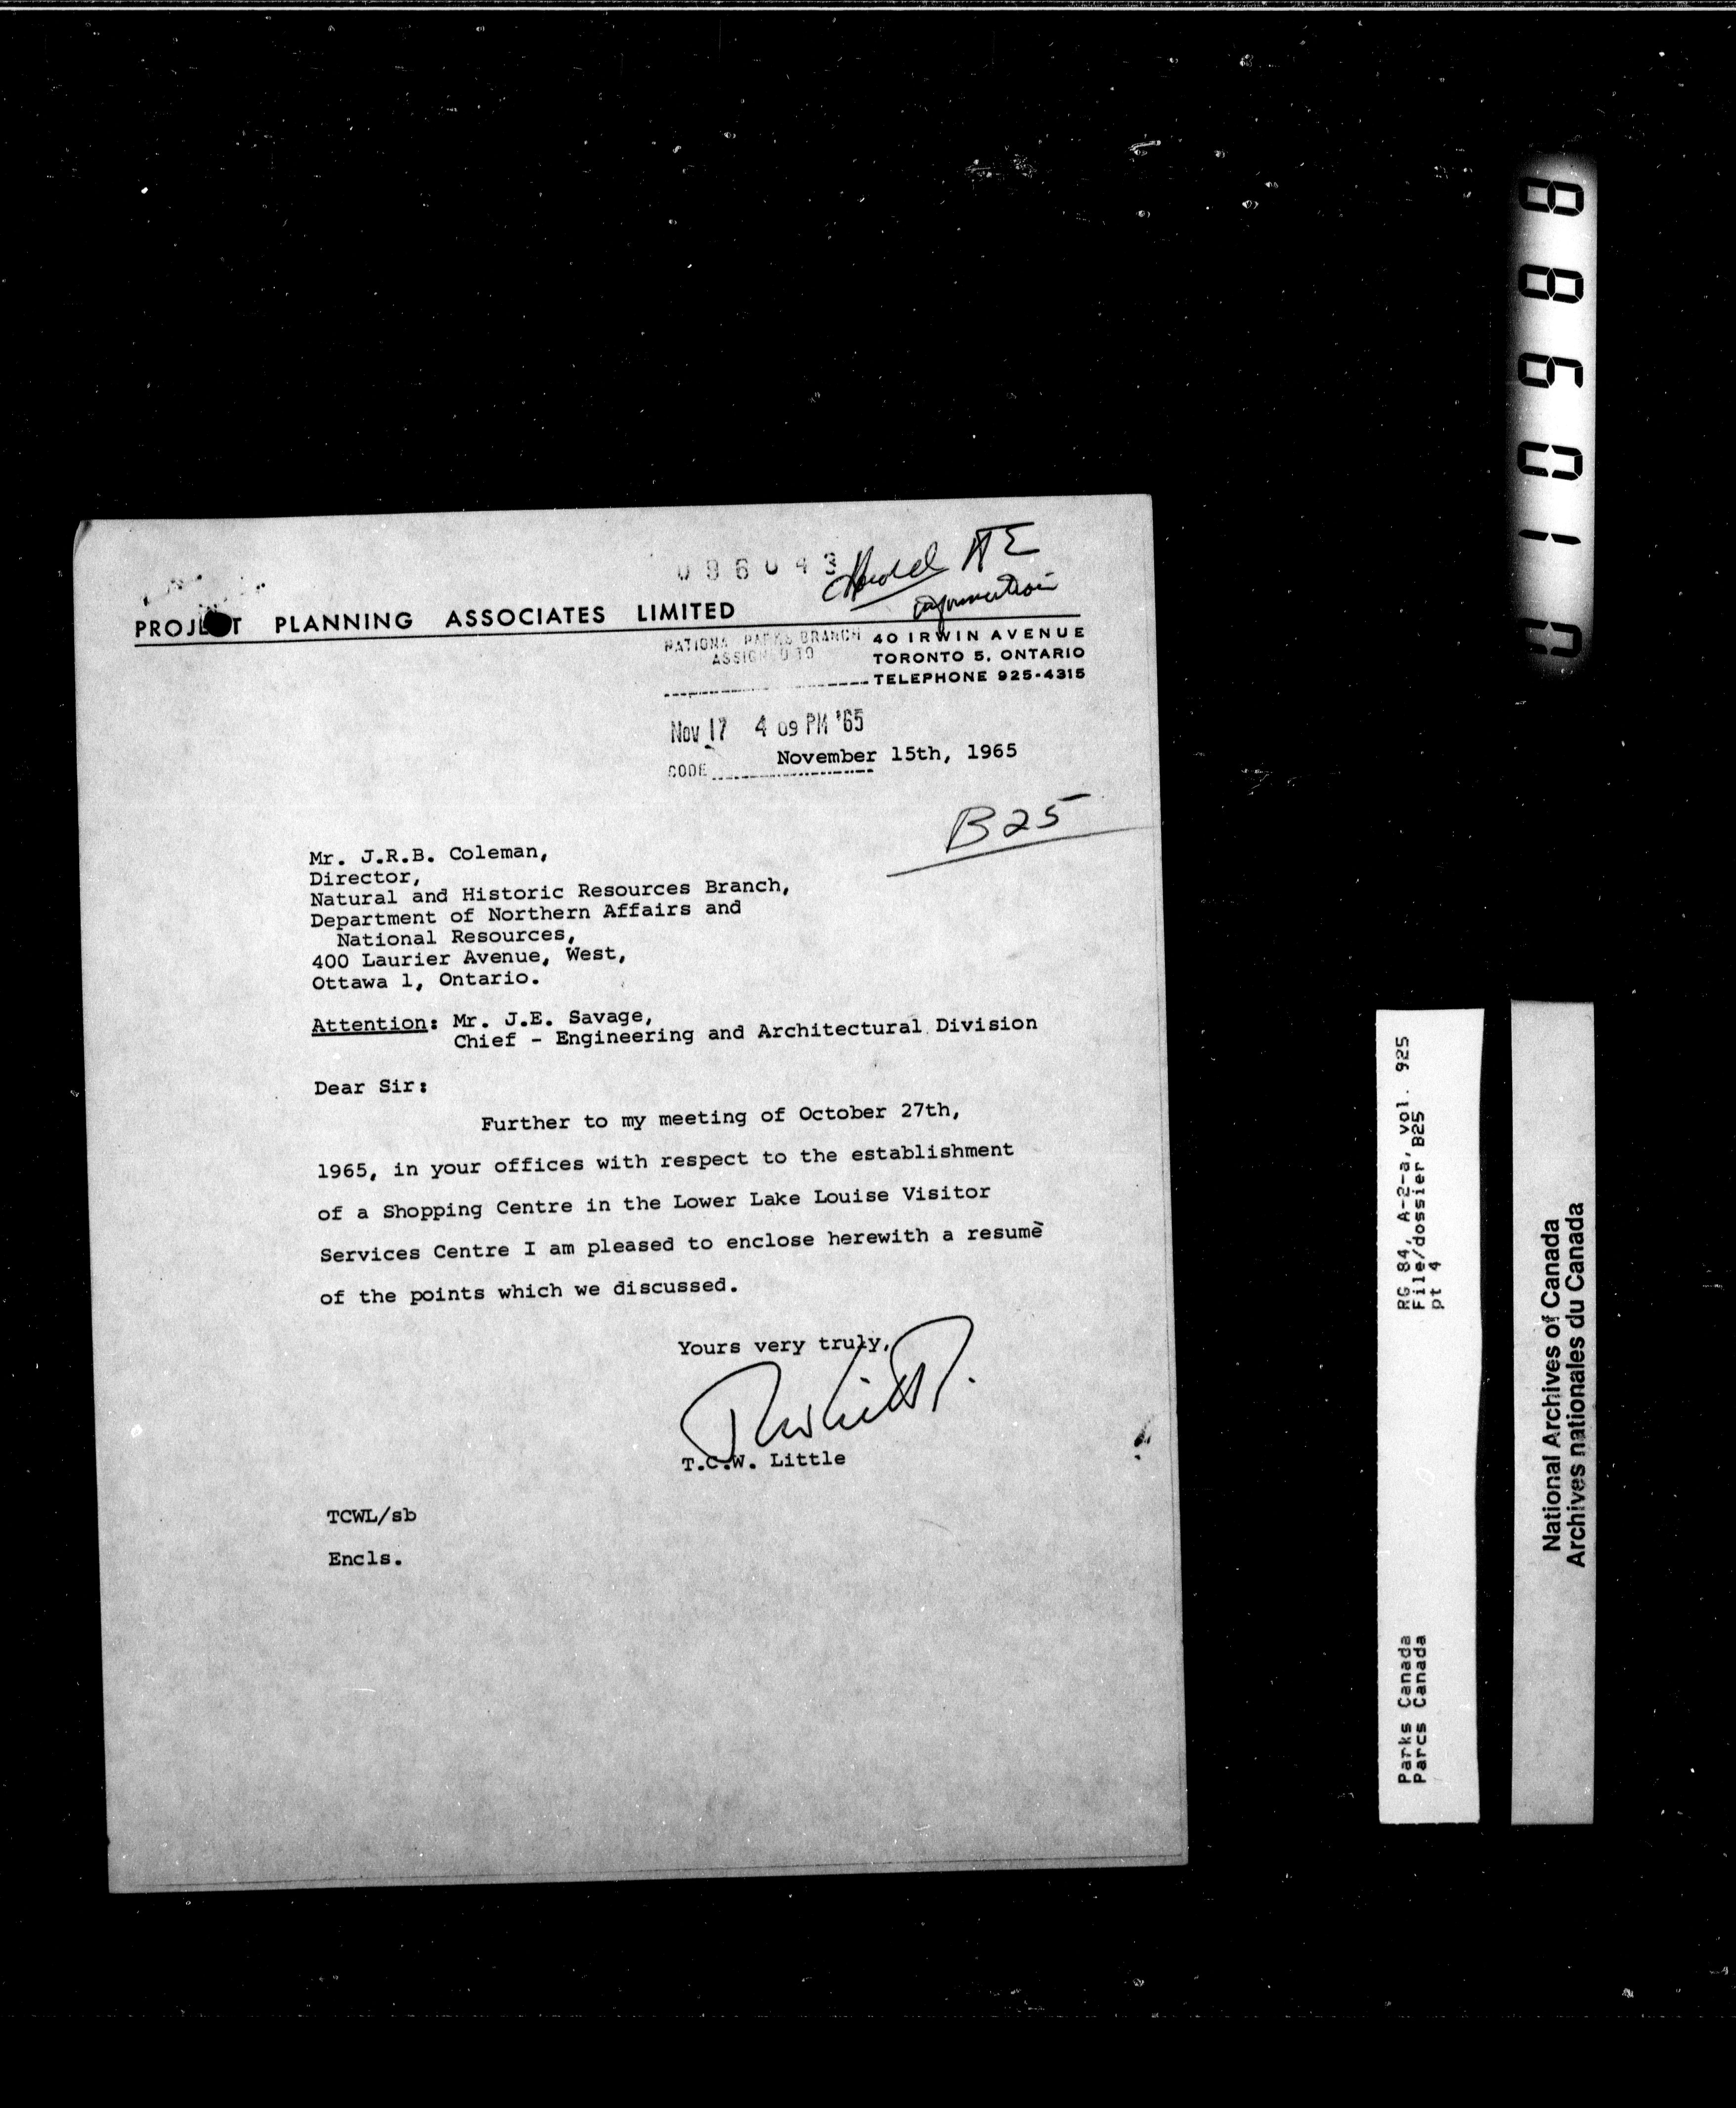 096043
PROJECT PLANNING ASSOCIATES LIMITED
information
NATIONAL PARKS BRANCH
ASSIGNED TO
40 IRWIN AVENUE
TORONTO 5, ONTARIO
TELEPHONE 925-4315
Nov 17 4 09 PM '65
November 15th, 1965
CODE
B25
Mr. J.R.B. Coleman,
Director,
Natural and Historic Resources Branch,
Department of Northern Affairs and
National Resources,
400 Laurier Avenue, West,
Ottawa 1, Ontario.
Attention: Mr. J.E. Savage,
Chief - Engineering and Architectural Division
Dear Sir:
Further to my meeting of October 27th,
1965, in your offices with respect to the establishment
of a Shopping Centre in the Lower Lake Louise Visitor
Services Centre I am pleased to enclose herewith a resumè
of the points which we discussed.
Yours very truly,
T.C.W. Little
TCWL/sb
Encls.
RG 84, A-2-a, vol. 925
File/dossier B25
pt 4
Parks Canada
Parcs Canada
National Archives of Canada
Archives nationales du Canada